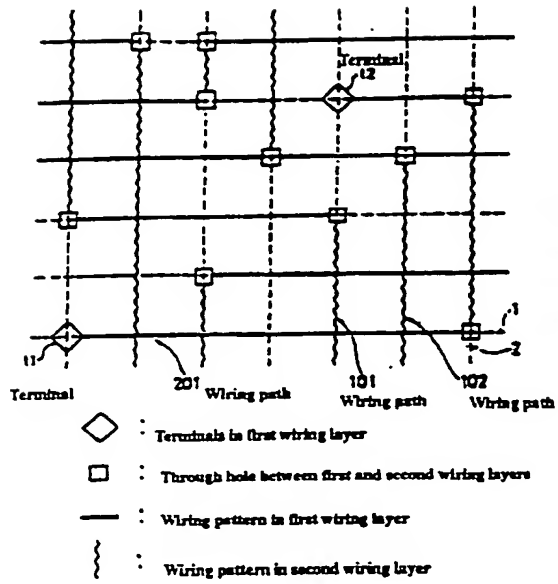 Terminal
t2
1
2
t1
201
101
102
Terminal
Wiring path
Wiring path
Wiring path
: Terminals in first wiring layer
: Through hole between first and second wiring layers
: Wiring pattern in first wiring layer
: Wiring pattern in second wiring layer